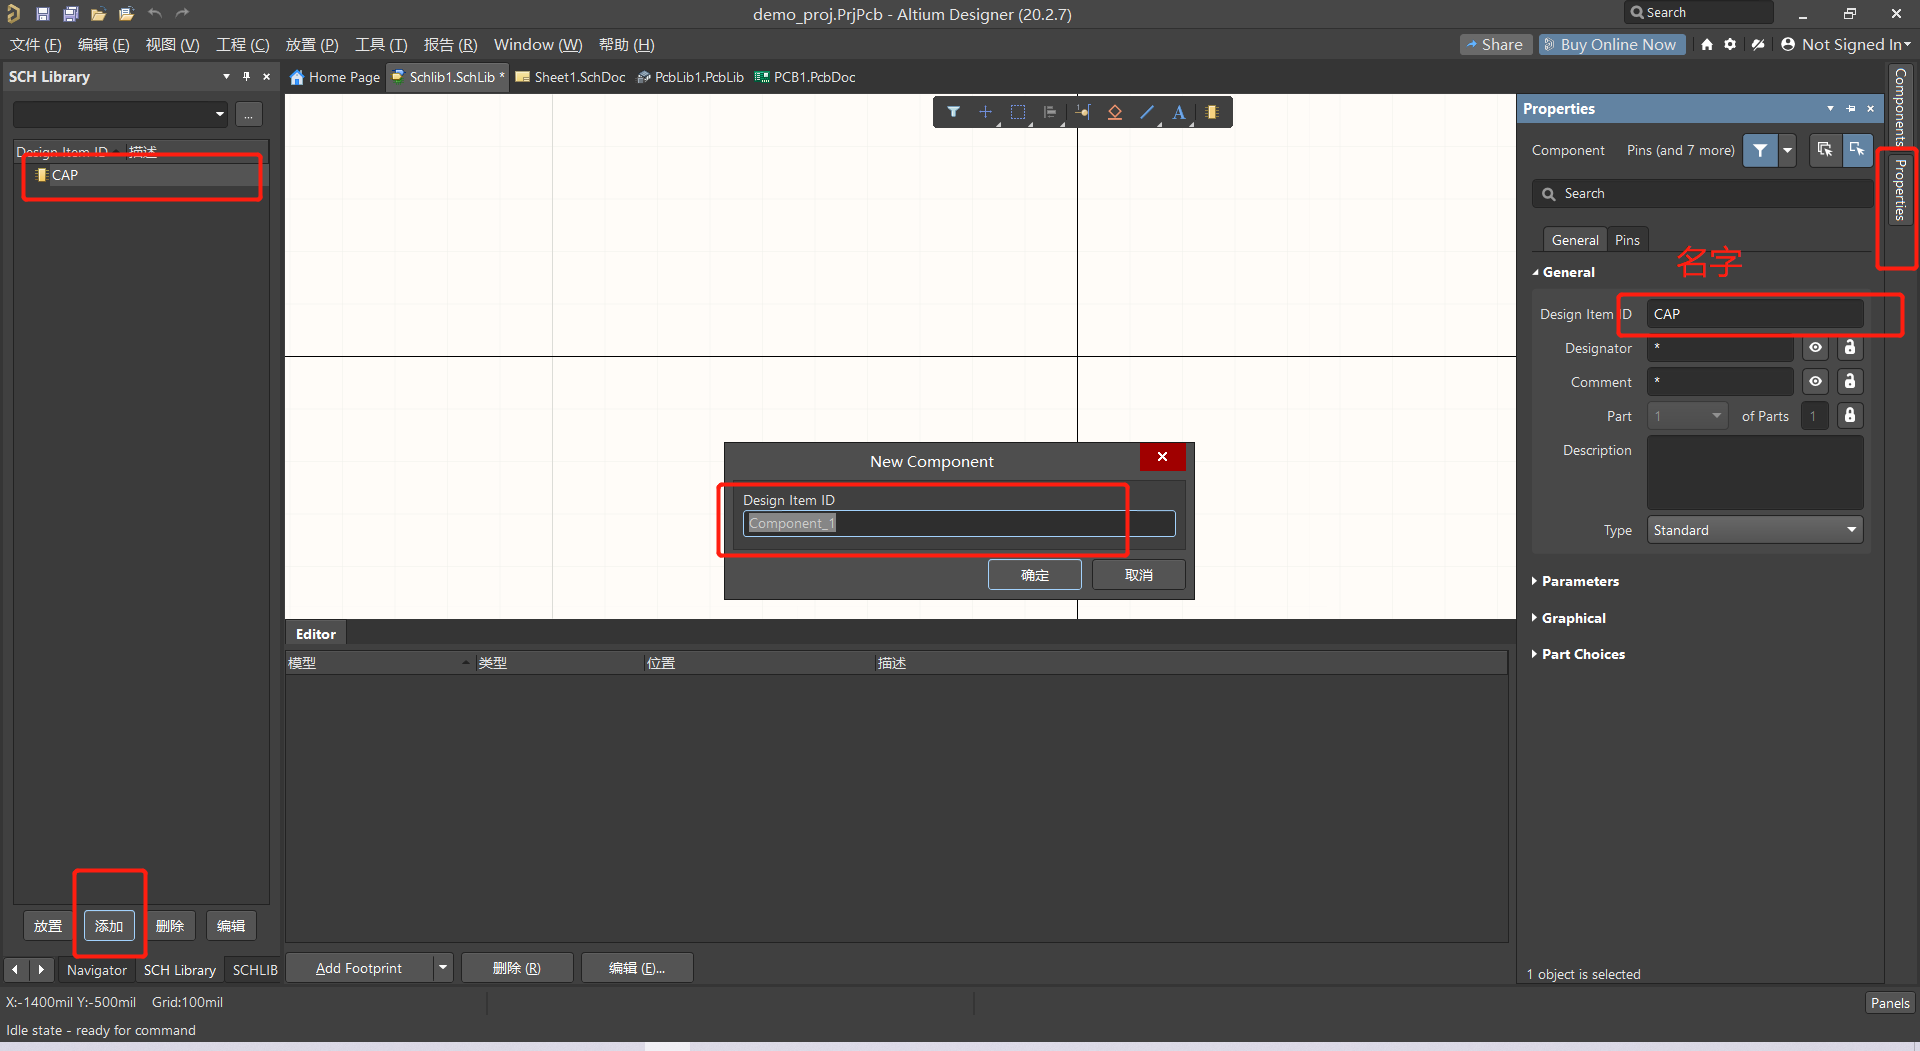 demo_proj.PrjPcb - Altium Designer (20.2.7)
Search
文件 (F) 编辑 (E) 视图 (V) 工程 (C) 放置 (P) 工具 (T) 报告 (R) Window (W) 帮助 (H)
Share
Buy Online Now
Not Signed In
SCH Library
Home Page
Schlib1.SchLib *
Sheet1.SchDoc
PcbLib1.PcbLib
PCB1.PcbDoc
...
Design Item ID 描述
CAP
放置 添加 删除 编辑
Navigator SCH Library SCHLIB
New Component
Design Item ID
Component_1
确定 取消
Editor
模型 类型 位置 描述
Add Footprint
删除 (R)
编辑 (E)...
Properties
Component Pins (and 7 more)
Search
General Pins
名字
General
Design Item ID CAP
Designator *
Comment *
Part 1 of Parts 1
Description
Type Standard
Parameters
Graphical
Part Choices
1 object is selected
Components
Properties
X:-1400mil Y:-500mil Grid:100mil
Panels
Idle state - ready for command